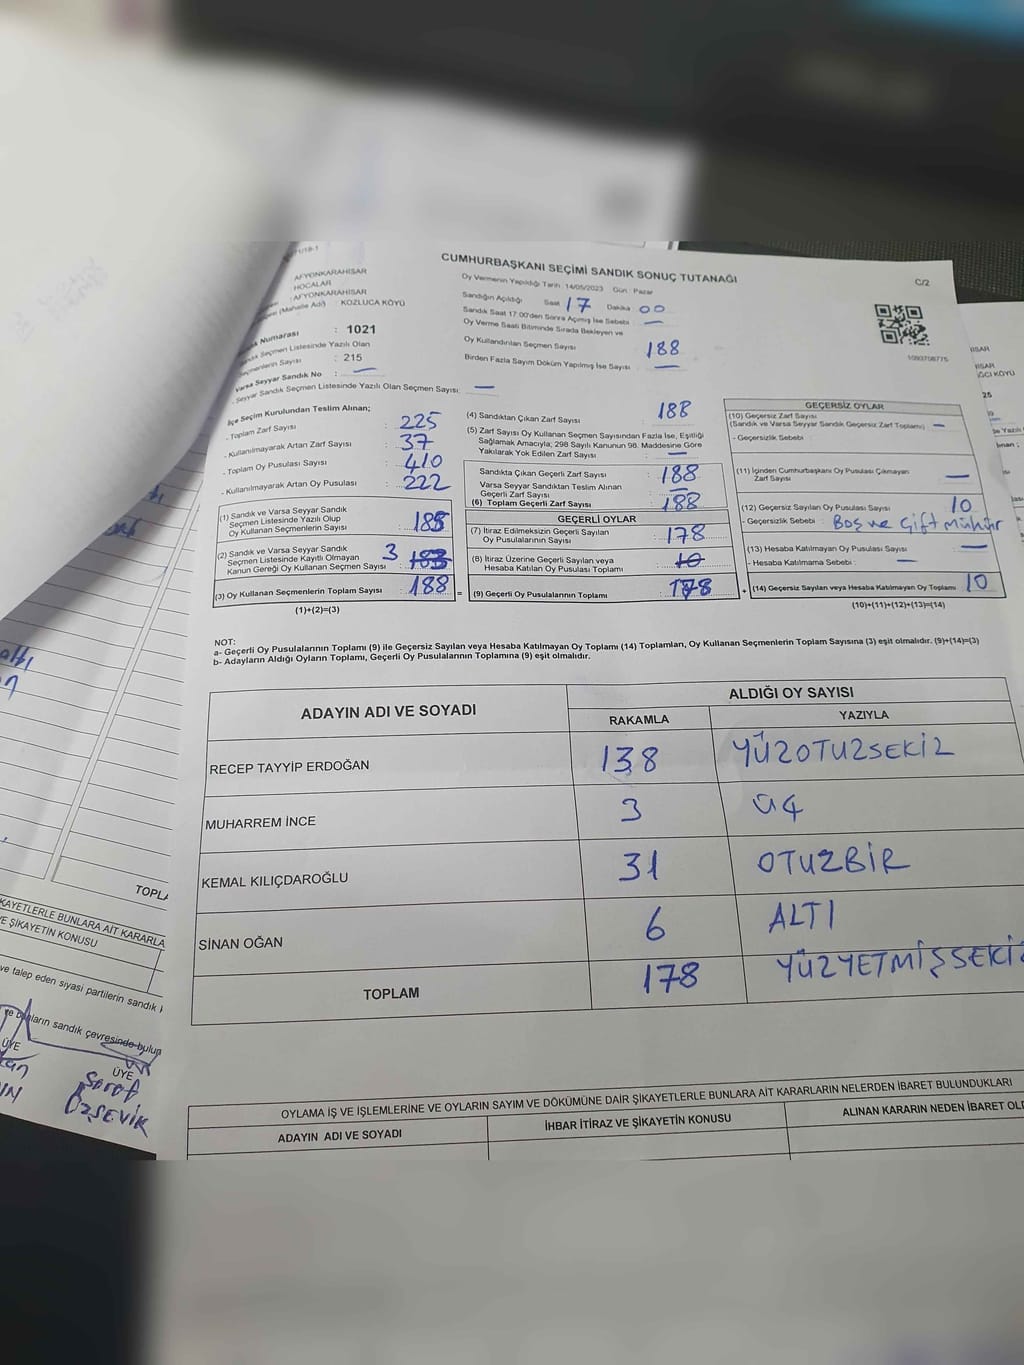 CUMHURBAŞKANI SEÇİMİ SANDIK SONUÇ TUTANAĞI
C/2
AFYONKARAHİSAR
HOCALAR
AFYONKARAHİSAR
(Mahalle Adı) : KOZLUCA KÖYÜ
Numarası : 1021
Seçmen Listesinde Yazılı Olan
Seçmenlerin Sayısı : 215
Varsa Seyyar Sandık No : —
- Seyyar Sandık Seçmen Listesinde Yazılı Olan Seçmen Sayısı: —
Oy Vermenin Yapıldığı Tarih 14/05/2023 Gün : Pazar
Sandığın Açıldığı Saat 17 Dakika 00
Sandık Saat 17:00'den Sonra Açılmış İse Sebebi : —
Oy Verme Saati Bitiminde Sırada Bekleyen ve
Oy Kullandırılan Seçmen Sayısı : 188
Birden Fazla Sayım Döküm Yapılmış İse Sayısı : —
1093708775
İlçe Seçim Kurulundan Teslim Alınan;
- Toplam Zarf Sayısı : 225
- Kullanılmayarak Artan Zarf Sayısı : 37
- Toplam Oy Pusulası Sayısı : 410
- Kullanılmayarak Artan Oy Pusulası : 222
(1) Sandık ve Varsa Seyyar Sandık
Seçmen Listesinde Yazılı Olup
Oy Kullanan Seçmenlerin Sayısı : 185
(2) Sandık ve Varsa Seyyar Sandık
Seçmen Listesinde Kayıtlı Olmayan
Kanun Gereği Oy Kullanan Seçmen Sayısı : 3
(3) Oy Kullanan Seçmenlerin Toplam Sayısı : 188 =
(1)+(2)=(3)
(4) Sandıktan Çıkan Zarf Sayısı : 188
(5) Zarf Sayısı Oy Kullanan Seçmen Sayısından Fazla İse, Eşitliği
Sağlamak Amacıyla, 298 Sayılı Kanunun 98. Maddesine Göre
Yakılarak Yok Edilen Zarf Sayısı : —
Sandıkta Çıkan Geçerli Zarf Sayısı : 188
Varsa Seyyar Sandıktan Teslim Alınan
Geçerli Zarf Sayısı : —
(6) Toplam Geçerli Zarf Sayısı : 188
GEÇERLİ OYLAR
(7) İtiraz Edilmeksizin Geçerli Sayılan
Oy Pusulalarının Sayısı : 178
(8) İtiraz Üzerine Geçerli Sayılan veya
Hesaba Katılan Oy Pusulası Toplamı : 10
(9) Geçerli Oy Pusulalarının Toplamı : 178 +
GEÇERSİZ OYLAR
(10) Geçersiz Zarf Sayısı
(Sandık ve Varsa Seyyar Sandık Geçersiz Zarf Toplamı) : —
- Geçersizlik Sebebi :
(11) İçinden Cumhurbaşkanı Oy Pusulası Çıkmayan
Zarf Sayısı : —
(12) Geçersiz Sayılan Oy Pusulası Sayısı : 10
- Geçersizlik Sebebi : Boş ve Çift Mühür
(13) Hesaba Katılmayan Oy Pusulası Sayısı : —
- Hesaba Katılmama Sebebi : —
(14) Geçersiz Sayılan veya Hesaba Katılmayan Oy Toplamı : 10
(10)+(11)+(12)+(13)=(14)
NOT:
a- Geçerli Oy Pusulalarının Toplamı (9) ile Geçersiz Sayılan veya Hesaba Katılmayan Oy Toplamı (14) Toplamları, Oy Kullanan Seçmenlerin Toplam Sayısına (3) eşit olmalıdır. (9)+(14)=(3)
b- Adayların Aldığı Oyların Toplamı, Geçerli Oy Pusulalarının Toplamına (9) eşit olmalıdır.
ADAYIN ADI VE SOYADI
ALDIĞI OY SAYISI
RAKAMLA YAZIYLA
RECEP TAYYİP ERDOĞAN 138 YÜZOTUZSEKİZ
MUHARREM İNCE 3 ÜÇ
KEMAL KILIÇDAROĞLU 31 OTUZBİR
SİNAN OĞAN 6 ALTI
TOPLAM 178 YÜZYETMİŞSEKİZ
OYLAMA İŞ VE İŞLEMLERİNE VE OYLARIN SAYIM VE DÖKÜMÜNE DAİR ŞİKAYETLERLE BUNLARA AİT KARARLARIN NELERDEN İBARET BULUNDUKLARI
ADAYIN ADI VE SOYADI
İHBAR İTİRAZ VE ŞİKAYETİN KONUSU
ALINAN KARARIN NEDEN İBARET OLD
TOPLA
KAYETLERLE BUNLARA AİT KARARLA
E ŞİKAYETİN KONUSU
ve talep eden siyasi partilerin sandık
sandık çevresinde bulun
ÜYE
ÜYE
ÖZSEVİK